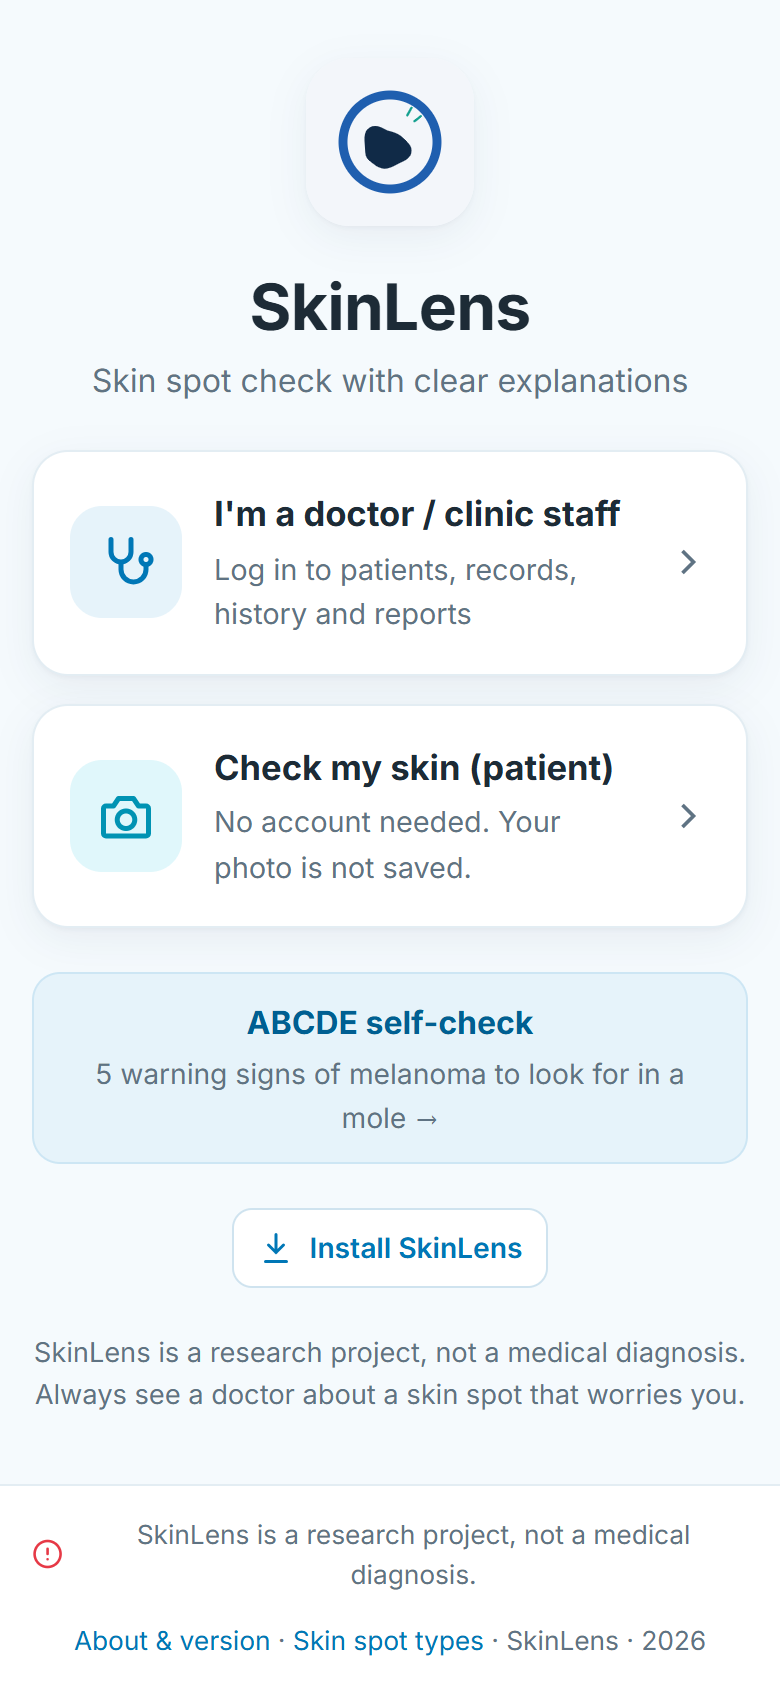 SkinLens
Skin spot check with clear explanations
I'm a doctor / clinic staff
Log in to patients, records,
history and reports
Check my skin (patient)
No account needed. Your
photo is not saved.
ABCDE self-check
5 warning signs of melanoma to look for in a
mole →
Install SkinLens
SkinLens is a research project, not a medical diagnosis.
Always see a doctor about a skin spot that worries you.
SkinLens is a research project, not a medical
diagnosis.
About & version · Skin spot types · SkinLens · 2026